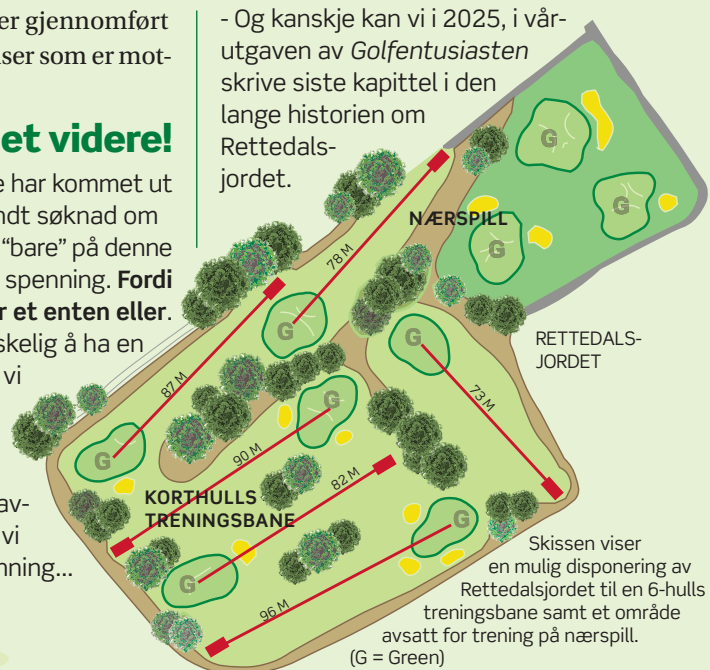 er gjennomført
ser som er mot-
et videre!
e har kommet ut
ndt søknad om
“bare” på denne
spenning. Fordi
r et enten eller.
skelig å ha en
vi
av-
vi
nning...
- Og kanskje kan vi i 2025, i vår-
utgaven av Golfentusiasten
skrive siste kapittel i den
lange historien om
Rettedals-
jordet.
G
G
G
NÆRSPILL
78 M
RETTEDALS-
JORDET
G
G
87 M
73 M
G
G
90 M
82 M
KORTHULLS
TRENINGSBANE
G
G
96 M
Skissen viser
en mulig disponering av
Rettedalsjordet til en 6-hulls
treningsbane samt et område
avsatt for trening på nærspill.
(G = Green)